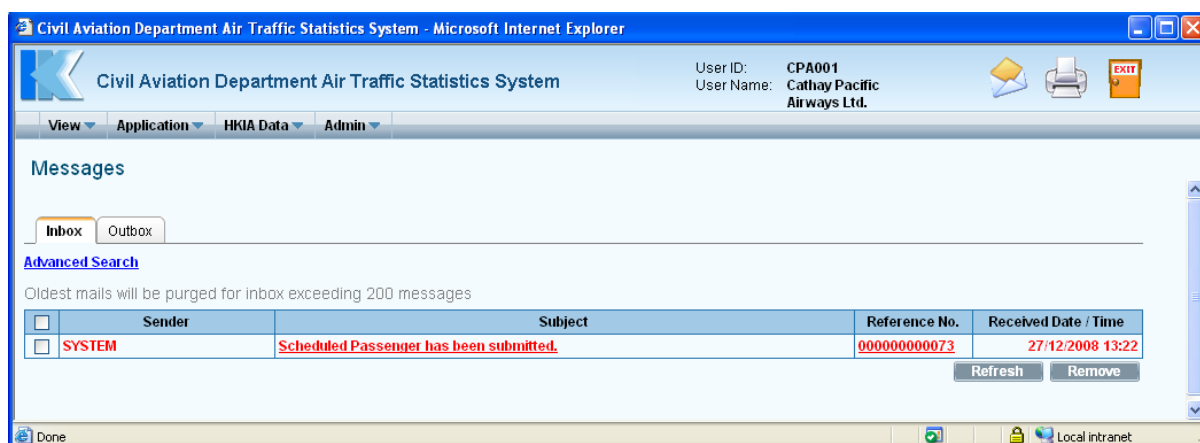 Civil Aviation Department Air Traffic Statistics System - Microsoft Internet Explorer
Civil Aviation Department Air Traffic Statistics System
User ID: CPA001
User Name: Cathay Pacific
Airways Ltd.
EXIT
View Application HKIA Data Admin
Messages
Inbox Outbox
Advanced Search
Oldest mails will be purged for inbox exceeding 200 messages
Sender Subject Reference No. Received Date / Time
SYSTEM Scheduled Passenger has been submitted. 000000000073 27/12/2008 13:22
Refresh Remove
Done Local intranet